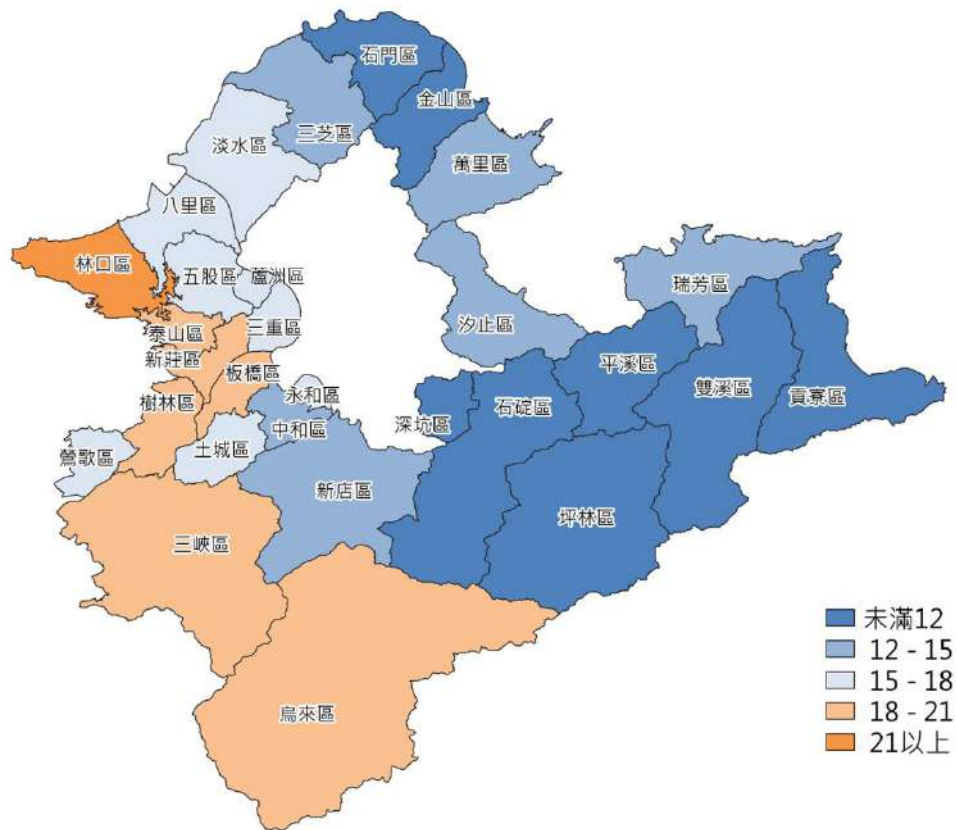 石門區
金山區
三芝區
淡水區
萬里區
八里區
林口區
五股區
蘆洲區
瑞芳區
三重區
汐止區
泰山區
新莊區
板橋區
平溪區
永和區
雙溪區
貢寮區
樹林區
石碇區
深坑區
中和區
土城區
鶯歌區
新店區
坪林區
三峽區
烏來區
未滿12
12 - 15
15 - 18
18 - 21
21以上